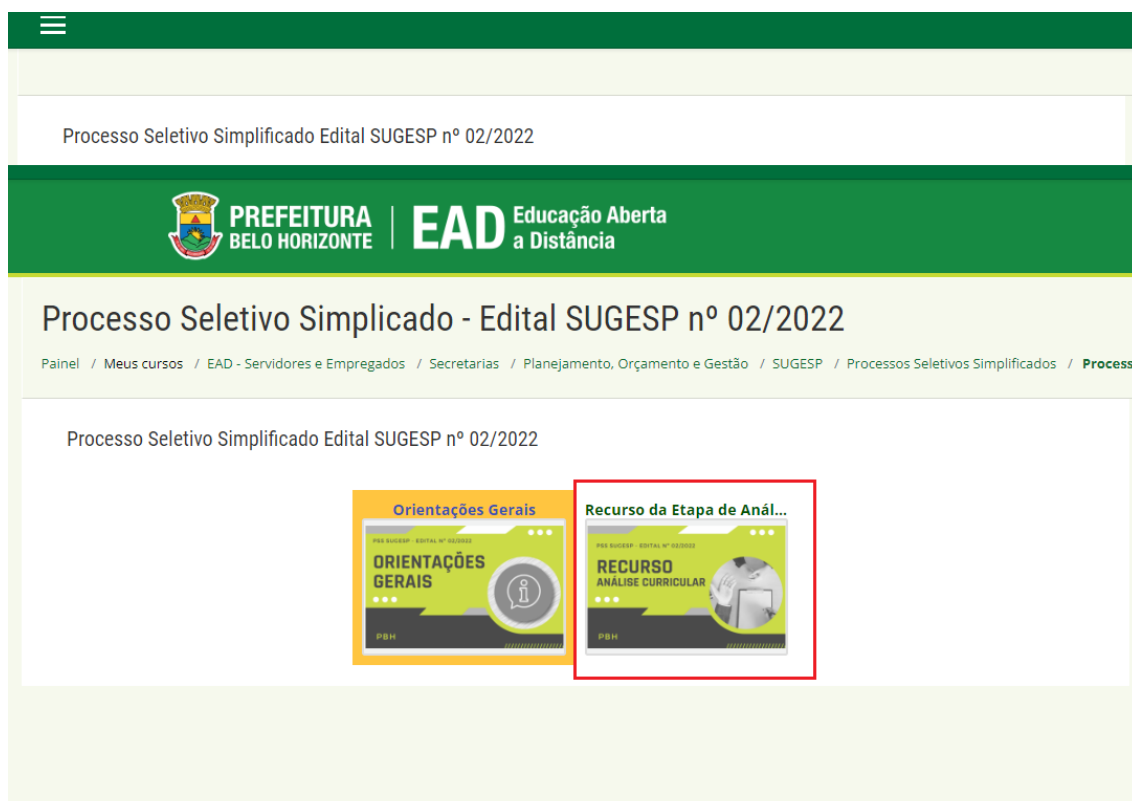 Processo Seletivo Simplificado Edital SUGESP nº 02/2022
PREFEITURA
BELO HORIZONTE
EAD
Educação Aberta
a Distância
Processo Seletivo Simplicado - Edital SUGESP nº 02/2022
Painel / Meus cursos / EAD - Servidores e Empregados / Secretarias / Planejamento, Orçamento e Gestão / SUGESP / Processos Seletivos Simplificados / Process
Processo Seletivo Simplificado Edital SUGESP nº 02/2022
Orientações Gerais
PSS SUGESP - EDITAL Nº 02/2022
ORIENTAÇÕES
GERAIS
PBH
Recurso da Etapa de Anál...
PSS SUGESP - EDITAL Nº 02/2022
RECURSO
ANÁLISE CURRICULAR
PBH